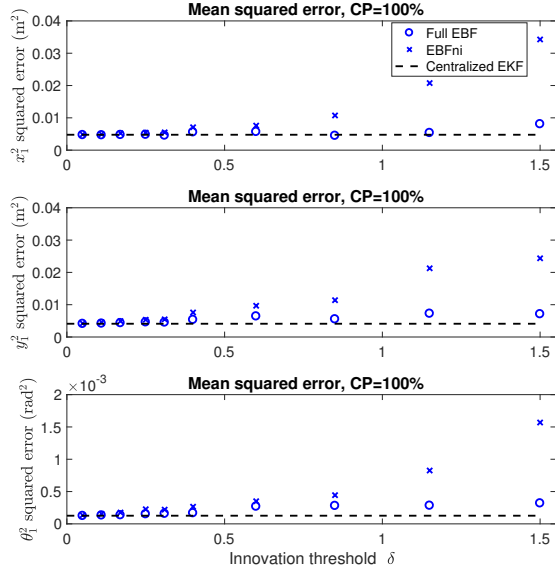 Mean squared error, CP=100%
0.04
0.03
0.02
0.01
0
x₁² squared error (m²)
Full EBF
EBFni
Centralized EKF
0 0.5 1 1.5
Mean squared error, CP=100%
0.04
0.03
0.02
0.01
0
y₁² squared error (m²)
0 0.5 1 1.5
×10⁻³
Mean squared error, CP=100%
2
1.5
1
0.5
0
θ₁² squared error (rad²)
0 0.5 1 1.5
Innovation threshold δ